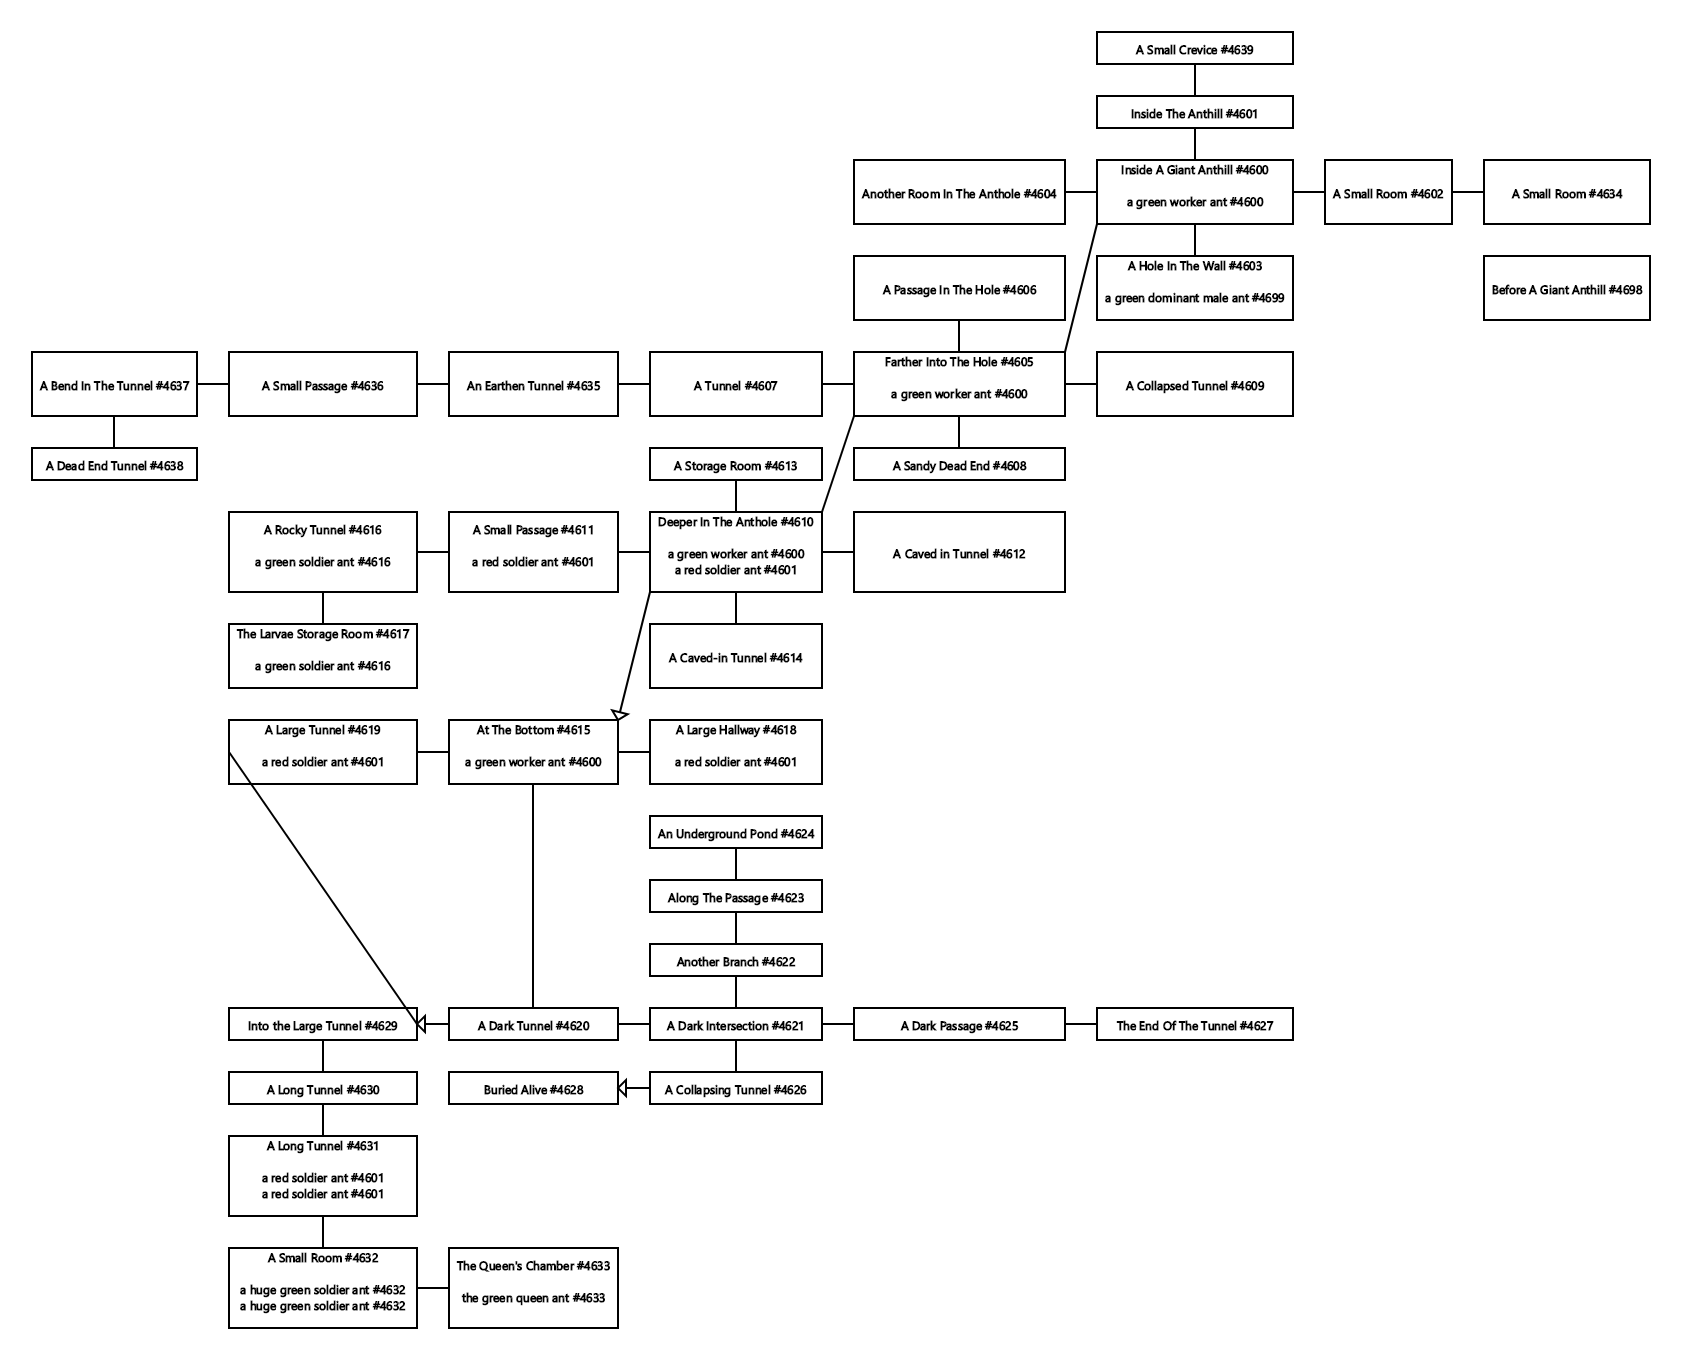 A Small Crevice #4639
Inside The Anthill #4601
Another Room In The Anthole #4604
Inside A Giant Anthill #4600
a green worker ant #4600
A Small Room #4602
A Small Room #4634
A Passage In The Hole #4606
A Hole In The Wall #4603
a green dominant male ant #4699
Before A Giant Anthill #4698
A Bend In The Tunnel #4637
A Small Passage #4636
An Earthen Tunnel #4635
A Tunnel #4607
Farther Into The Hole #4605
a green worker ant #4600
A Collapsed Tunnel #4609
A Dead End Tunnel #4638
A Storage Room #4613
A Sandy Dead End #4608
A Rocky Tunnel #4616
a green soldier ant #4616
A Small Passage #4611
a red soldier ant #4601
Deeper In The Anthole #4610
a green worker ant #4600
a red soldier ant #4601
A Caved in Tunnel #4612
The Larvae Storage Room #4617
a green soldier ant #4616
A Caved-in Tunnel #4614
A Large Tunnel #4619
a red soldier ant #4601
At The Bottom #4615
a green worker ant #4600
A Large Hallway #4618
a red soldier ant #4601
An Underground Pond #4624
Along The Passage #4623
Another Branch #4622
Into the Large Tunnel #4629
A Dark Tunnel #4620
A Dark Intersection #4621
A Dark Passage #4625
The End Of The Tunnel #4627
A Long Tunnel #4630
Buried Alive #4628
A Collapsing Tunnel #4626
A Long Tunnel #4631
a red soldier ant #4601
a red soldier ant #4601
A Small Room #4632
a huge green soldier ant #4632
a huge green soldier ant #4632
The Queen's Chamber #4633
the green queen ant #4633